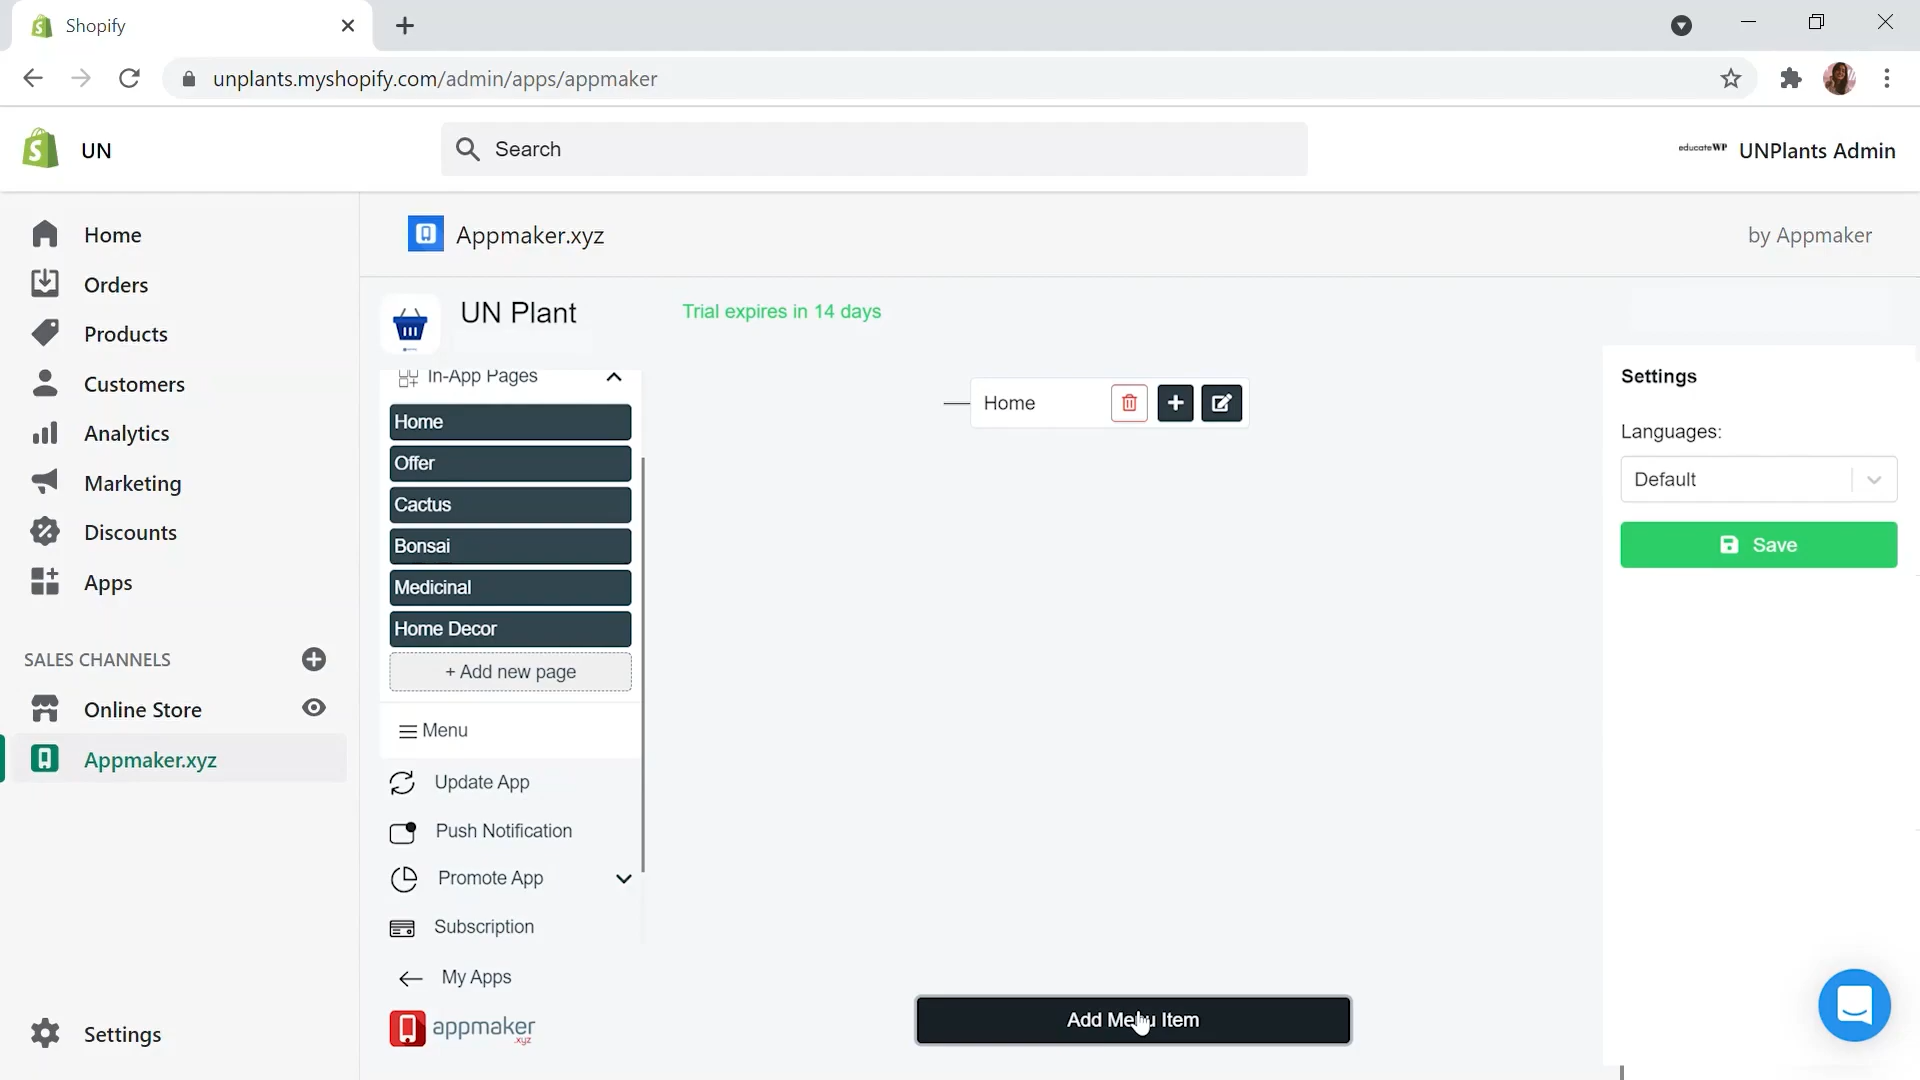 Shopify
unplants.myshopify.com/admin/apps/appmaker
UN
Search
educateWP UNPlants Admin
Home
Orders
Products
Customers
Analytics
Marketing
Discounts
Apps
SALES CHANNELS
Online Store
Appmaker.xyz
Settings
Appmaker.xyz
by Appmaker
UN Plant
Trial expires in 14 days
In-App Pages
Home
Offer
Cactus
Bonsai
Medicinal
Home Decor
+ Add new page
Menu
Update App
Push Notification
Promote App
Subscription
My Apps
appmaker
.xyz
Home
Add Menu Item
Settings
Languages:
Default
Save